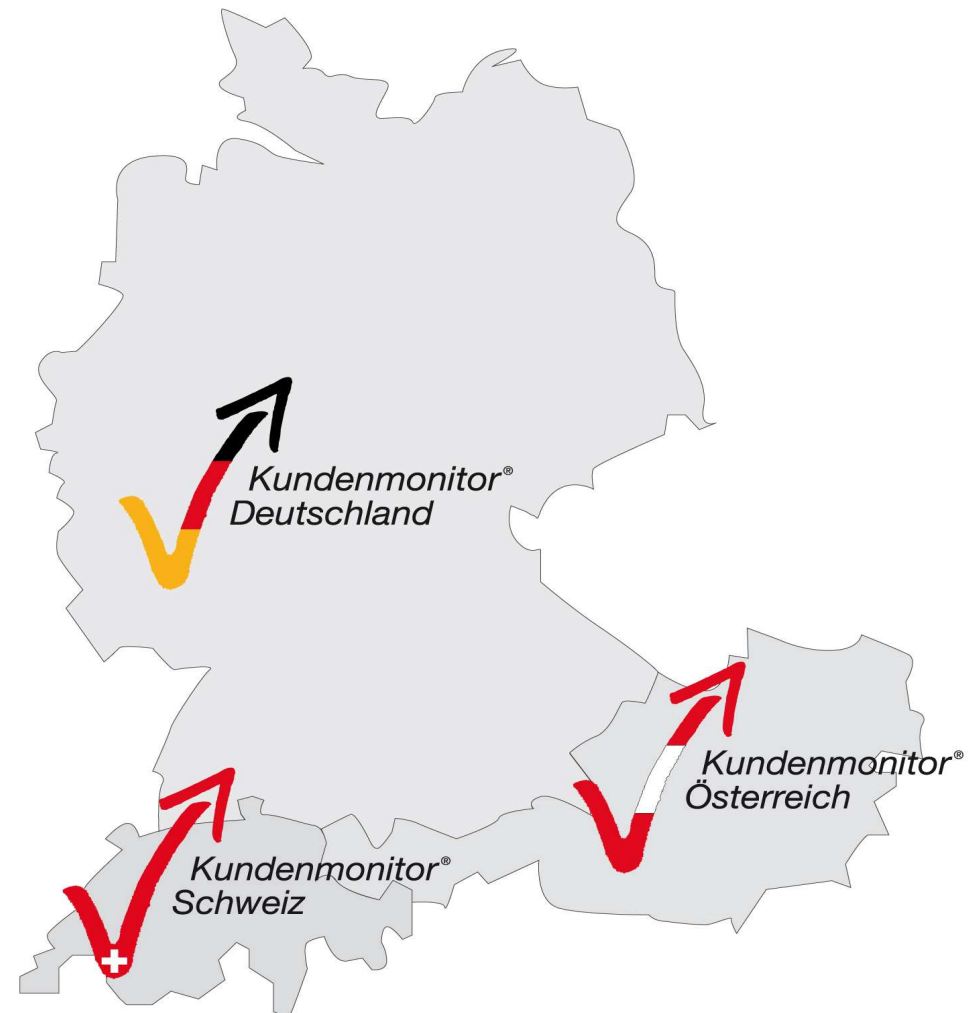 Kundenmonitor®
Deutschland
Kundenmonitor®
Österreich
Kundenmonitor®
Schweiz